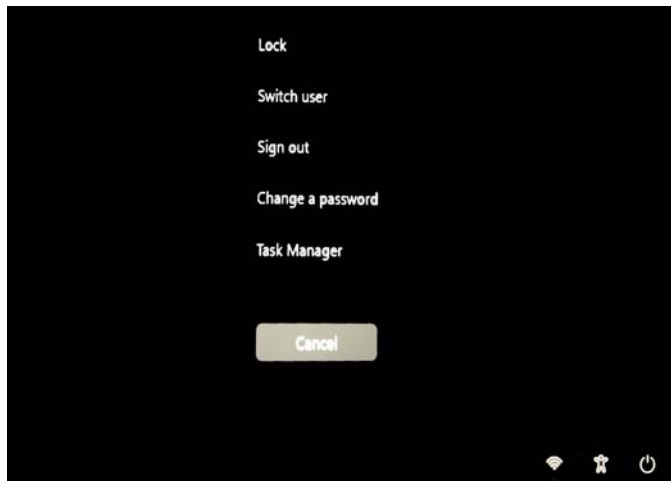 Lock
Switch user
Sign out
Change a password
Task Manager
Cancel